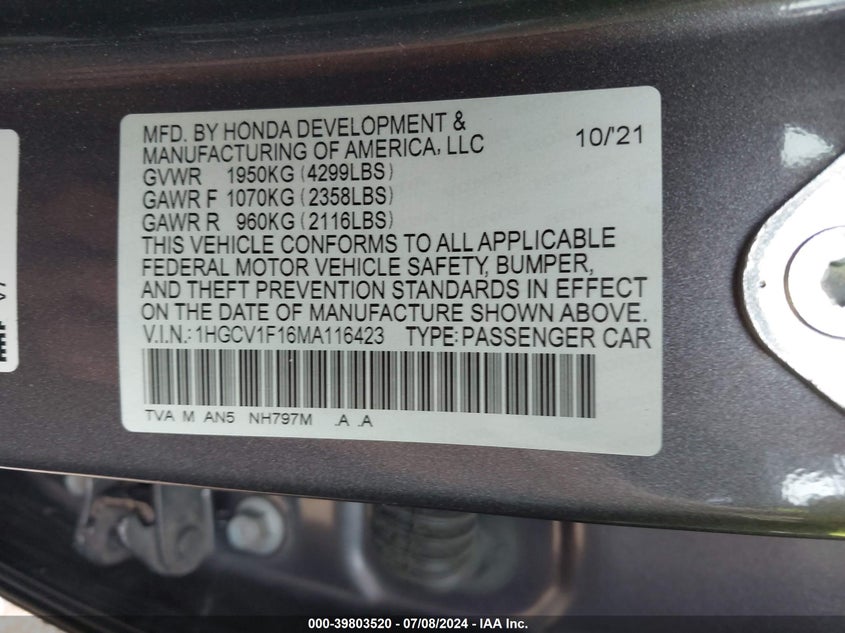 MFD. BY HONDA DEVELOPMENT & 
MANUFACTURING OF AMERICA, LLC 10/'21
GVWR 1950KG (4299LBS)
GAWR F 1070KG (2358LBS)
GAWR R 960KG (2116LBS)
THIS VEHICLE CONFORMS TO ALL APPLICABLE
FEDERAL MOTOR VEHICLE SAFETY, BUMPER,
AND THEFT PREVENTION STANDARDS IN EFFECT
ON THE DATE OF MANUFACTURE SHOWN ABOVE.
V.I.N.: 1HGCV1F16MA116423 TYPE: PASSENGER CAR
TVA M AN5 NH797M .A .A
000-39803520 - 07/08/2024 - IAA Inc.